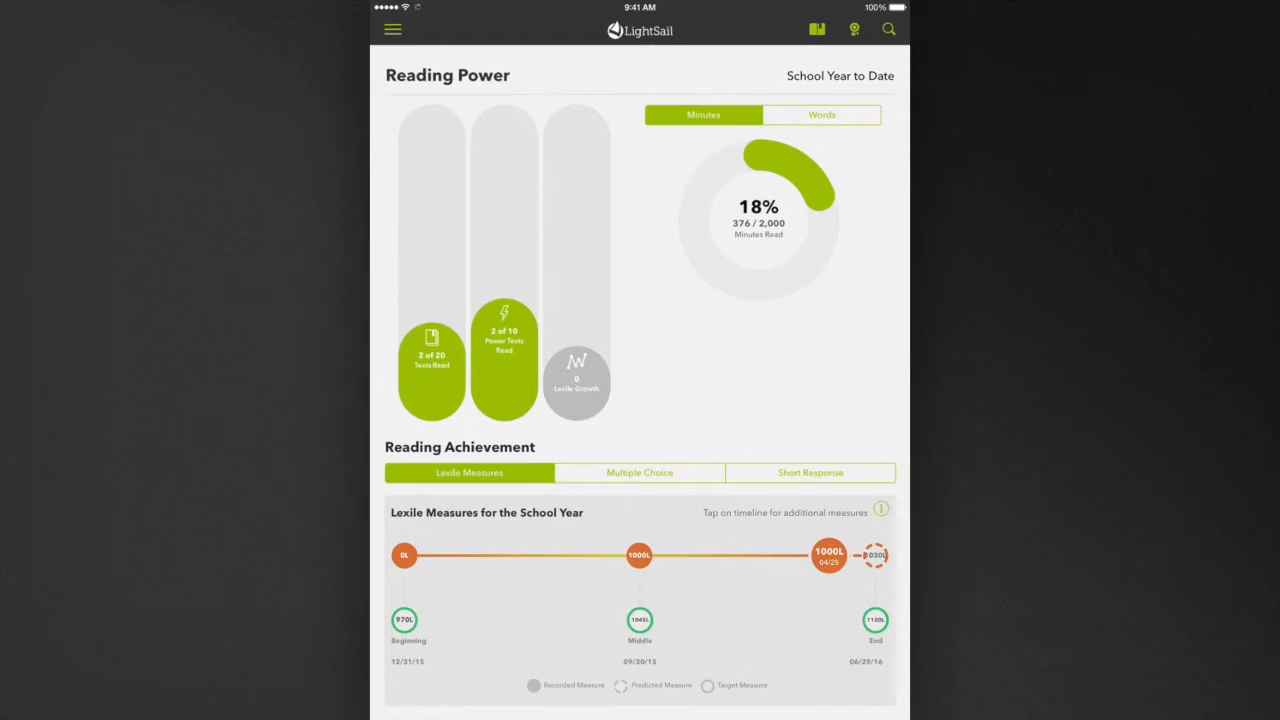 9:41 AM
100%
LightSail
Reading Power
School Year to Date
Minutes
Words
18%
376 / 2,000
Minutes Read
2 of 20
Texts Read
2 of 10
Power Texts
Read
0
Lexile Growth
Reading Achievement
Lexile Measures
Multiple Choice
Short Response
Lexile Measures for the School Year
Tap on timeline for additional measures
i
0L
1000L
1000L
04/25
1030L
970L
1045L
1120L
Beginning
Middle
End
12/31/15
09/30/15
06/29/16
Recorded Measure
Predicted Measure
Target Measure